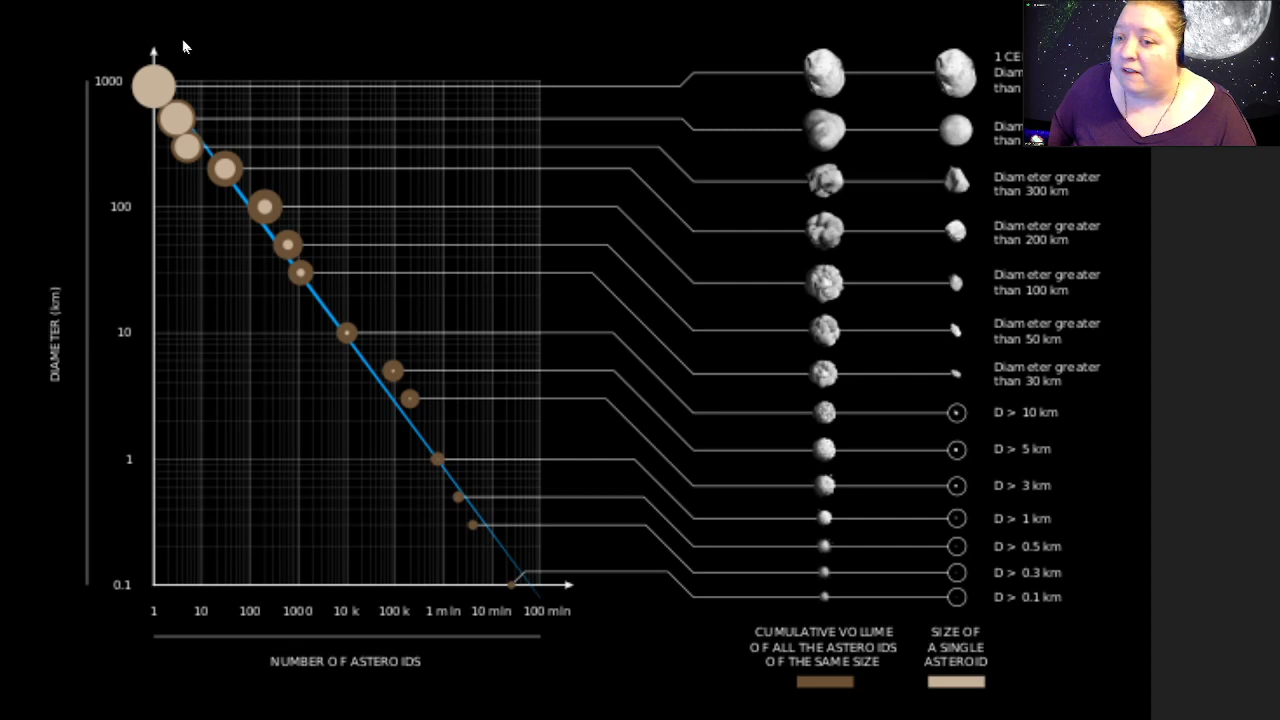 1000
100
10
1
0.1
DIAMETER (km)
1
10
100
1000
10 k
100 k
1 mln
10 mln
100 mln
NUMBER OF ASTEROIDS
than
than
Diameter greater
than 300 km
Diameter greater
than 200 km
Diameter greater
than 100 km
Diameter greater
than 50 km
Diameter greater
than 30 km
D > 10 km
D > 5 km
D > 3 km
D > 1 km
D > 0.5 km
D > 0.3 km
D > 0.1 km
CUMULATIVE VOLUME
OF ALL THE ASTEROIDS
OF THE SAME SIZE
SIZE OF
A SINGLE
ASTEROID